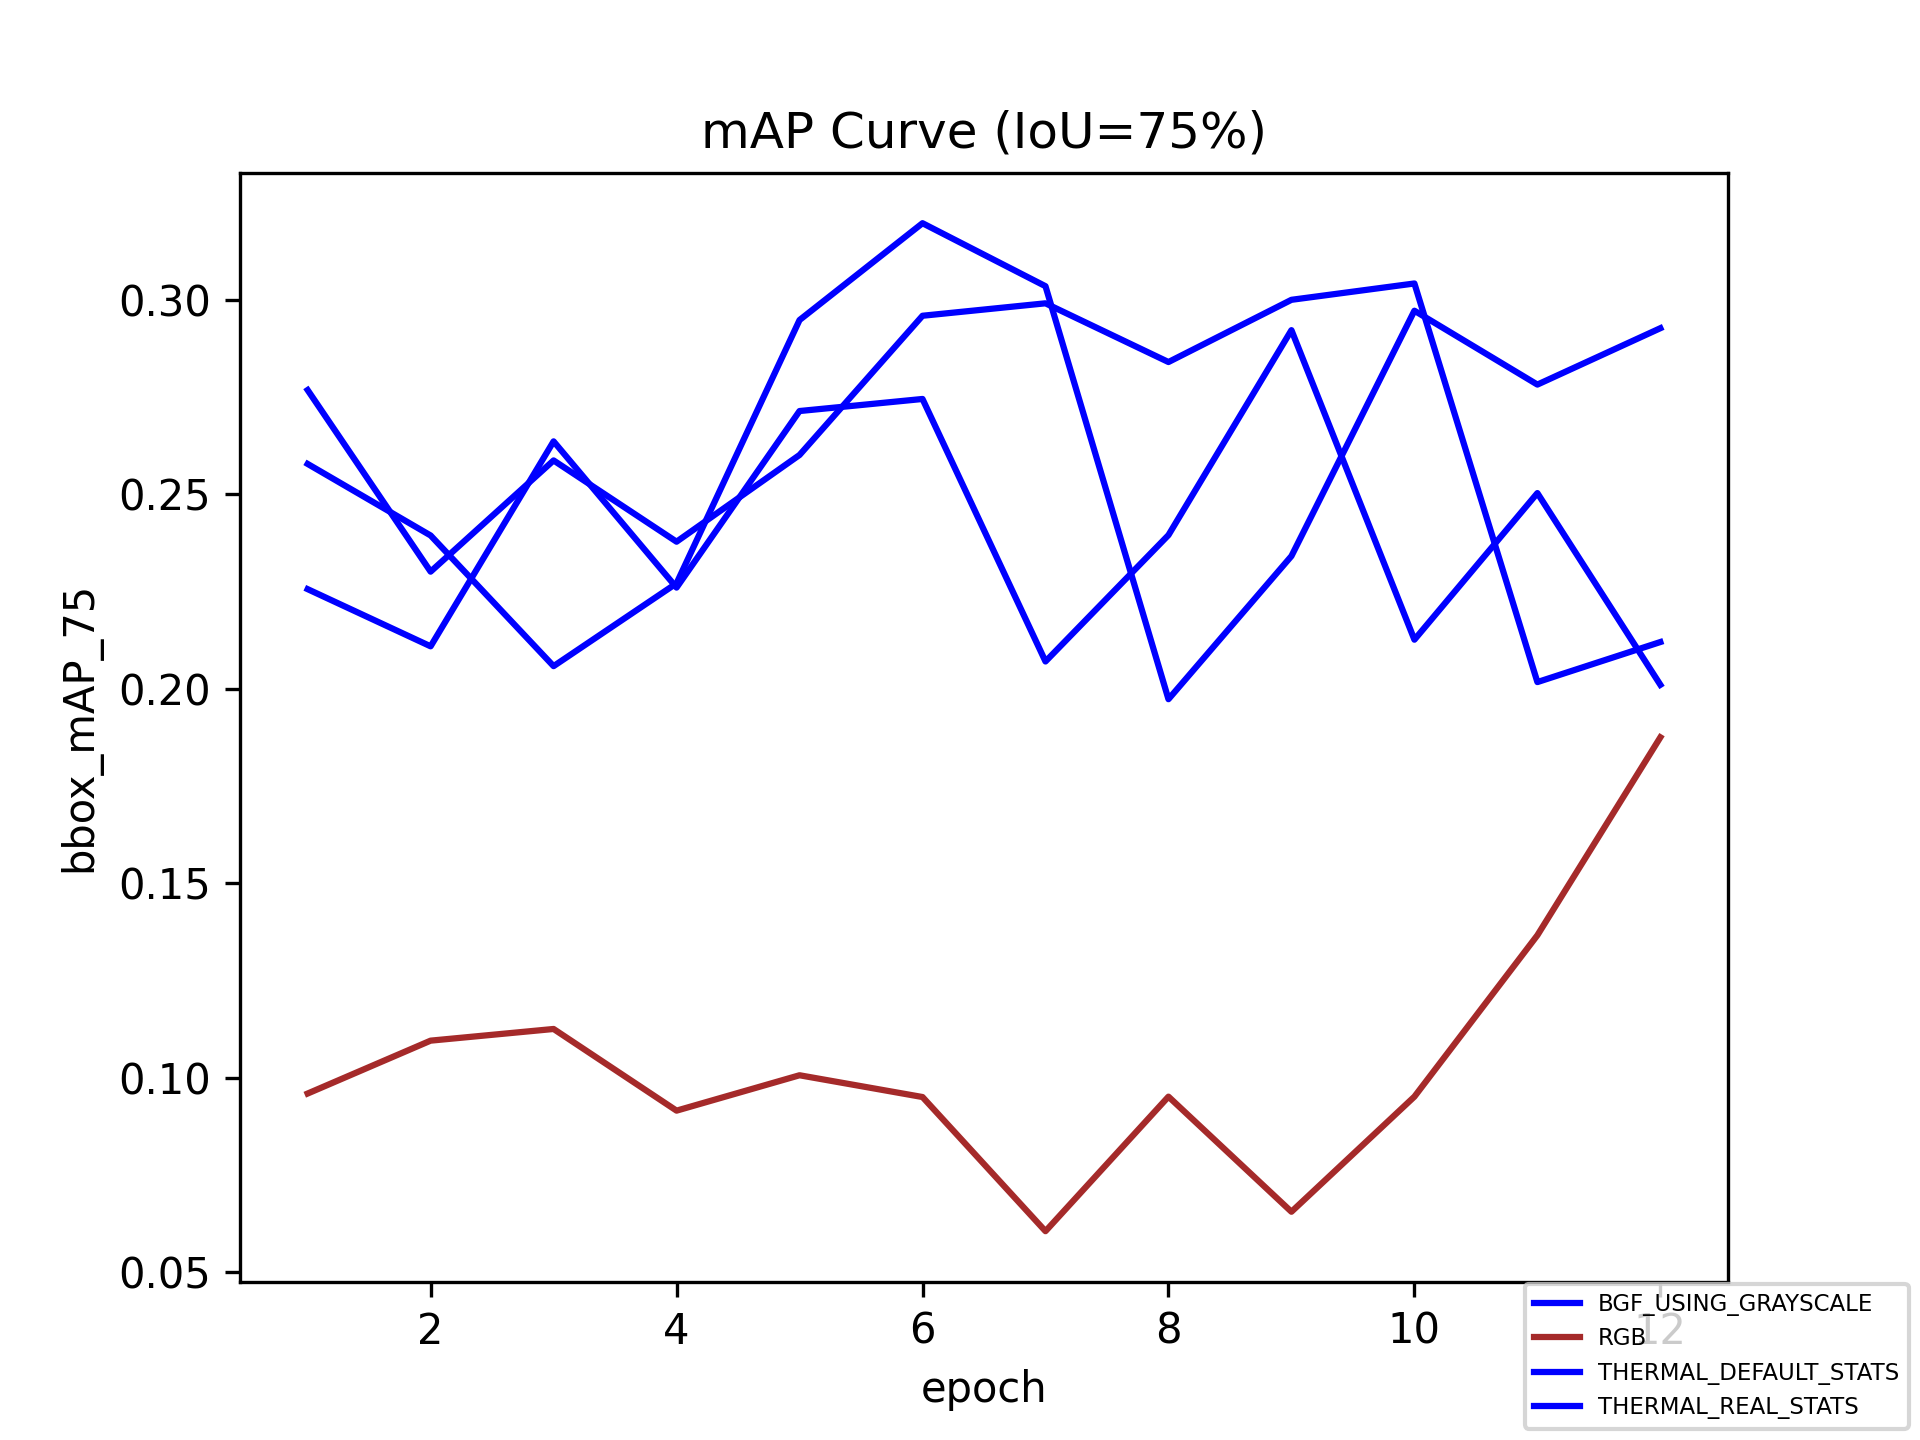 mAP Curve (IoU=75%)
bbox_mAP_75
0.30
0.25
0.20
0.15
0.10
0.05
2 4 6 8 10 12
epoch
BGF_USING_GRAYSCALE
RGB
THERMAL_DEFAULT_STATS
THERMAL_REAL_STATS